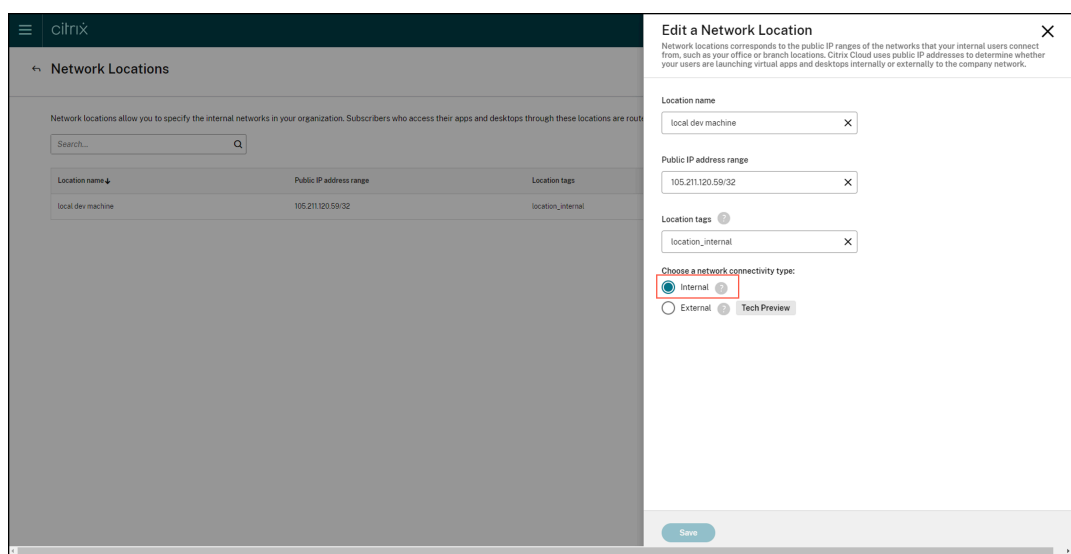 citrix
Network Locations
Network locations allow you to specify the internal networks in your organization. Subscribers who access their apps and desktops through these locations are route
Search...
Location name Public IP address range Location tags
local dev machine 105.211.120.59/32 location_internal
Edit a Network Location
Network locations corresponds to the public IP ranges of the networks that your internal users connect
from, such as your office or branch locations. Citrix Cloud uses public IP addresses to determine whether
your users are launching virtual apps and desktops internally or externally to the company network.
Location name
local dev machine
Public IP address range
105.211.120.59/32
Location tags ?
location_internal
Choose a network connectivity type:
Internal ?
External ? Tech Preview
Save